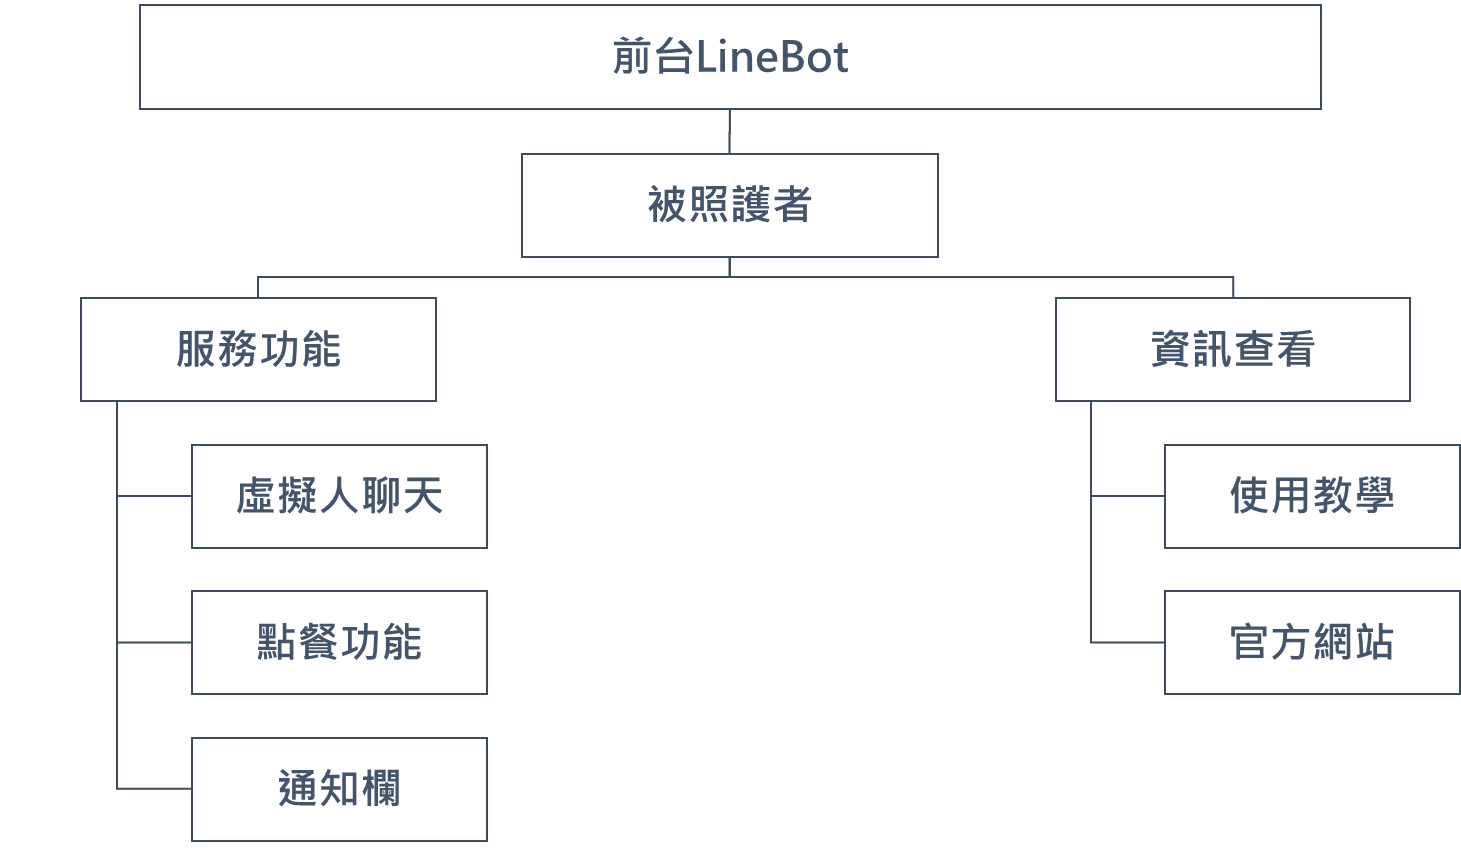 前台LineBot
被照護者
服務功能
資訊查看
虛擬人聊天
使用教學
點餐功能
官方網站
通知欄